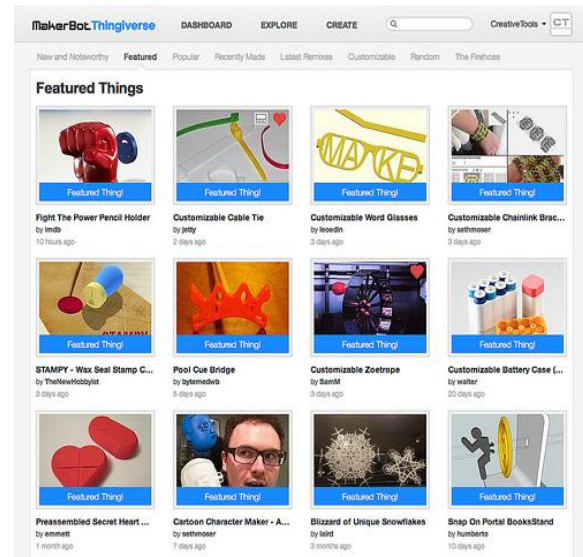 MakerBot.Thingiverse DASHBOARD EXPLORE CREATE CreativeTools CT
New and Noteworthy Featured Popular Recently Made Latest Remixes Customizable Random The Firehose
Featured Things
Featured Thing! Featured Thing! Featured Thing! Featured Thing!
Fight The Power Pencil Holder Customizable Cable Tie Customizable Word Glasses Customizable Chainlink Brac...
by imdb by jetty by leoedin by sethmoser
10 hours ago 2 days ago 3 days ago 3 days ago
Featured Thing! Featured Thing! Featured Thing! Featured Thing!
STAMPY - Wax Seal Stamp C... Pool Cue Bridge Customizable Zoetrope Customizable Battery Case (...
by TheNewHobbyist by bytemedwb by SamM by walter
3 days ago 5 days ago 3 days ago 20 days ago
Featured Thing! Featured Thing! Featured Thing! Featured Thing!
Preassembled Secret Heart ... Cartoon Character Maker - A... Blizzard of Unique Snowflakes Snap On Portal BooksStand
by emmett by sethmoser by laird by humberto
1 month ago 7 days ago 3 months ago 10 days ago